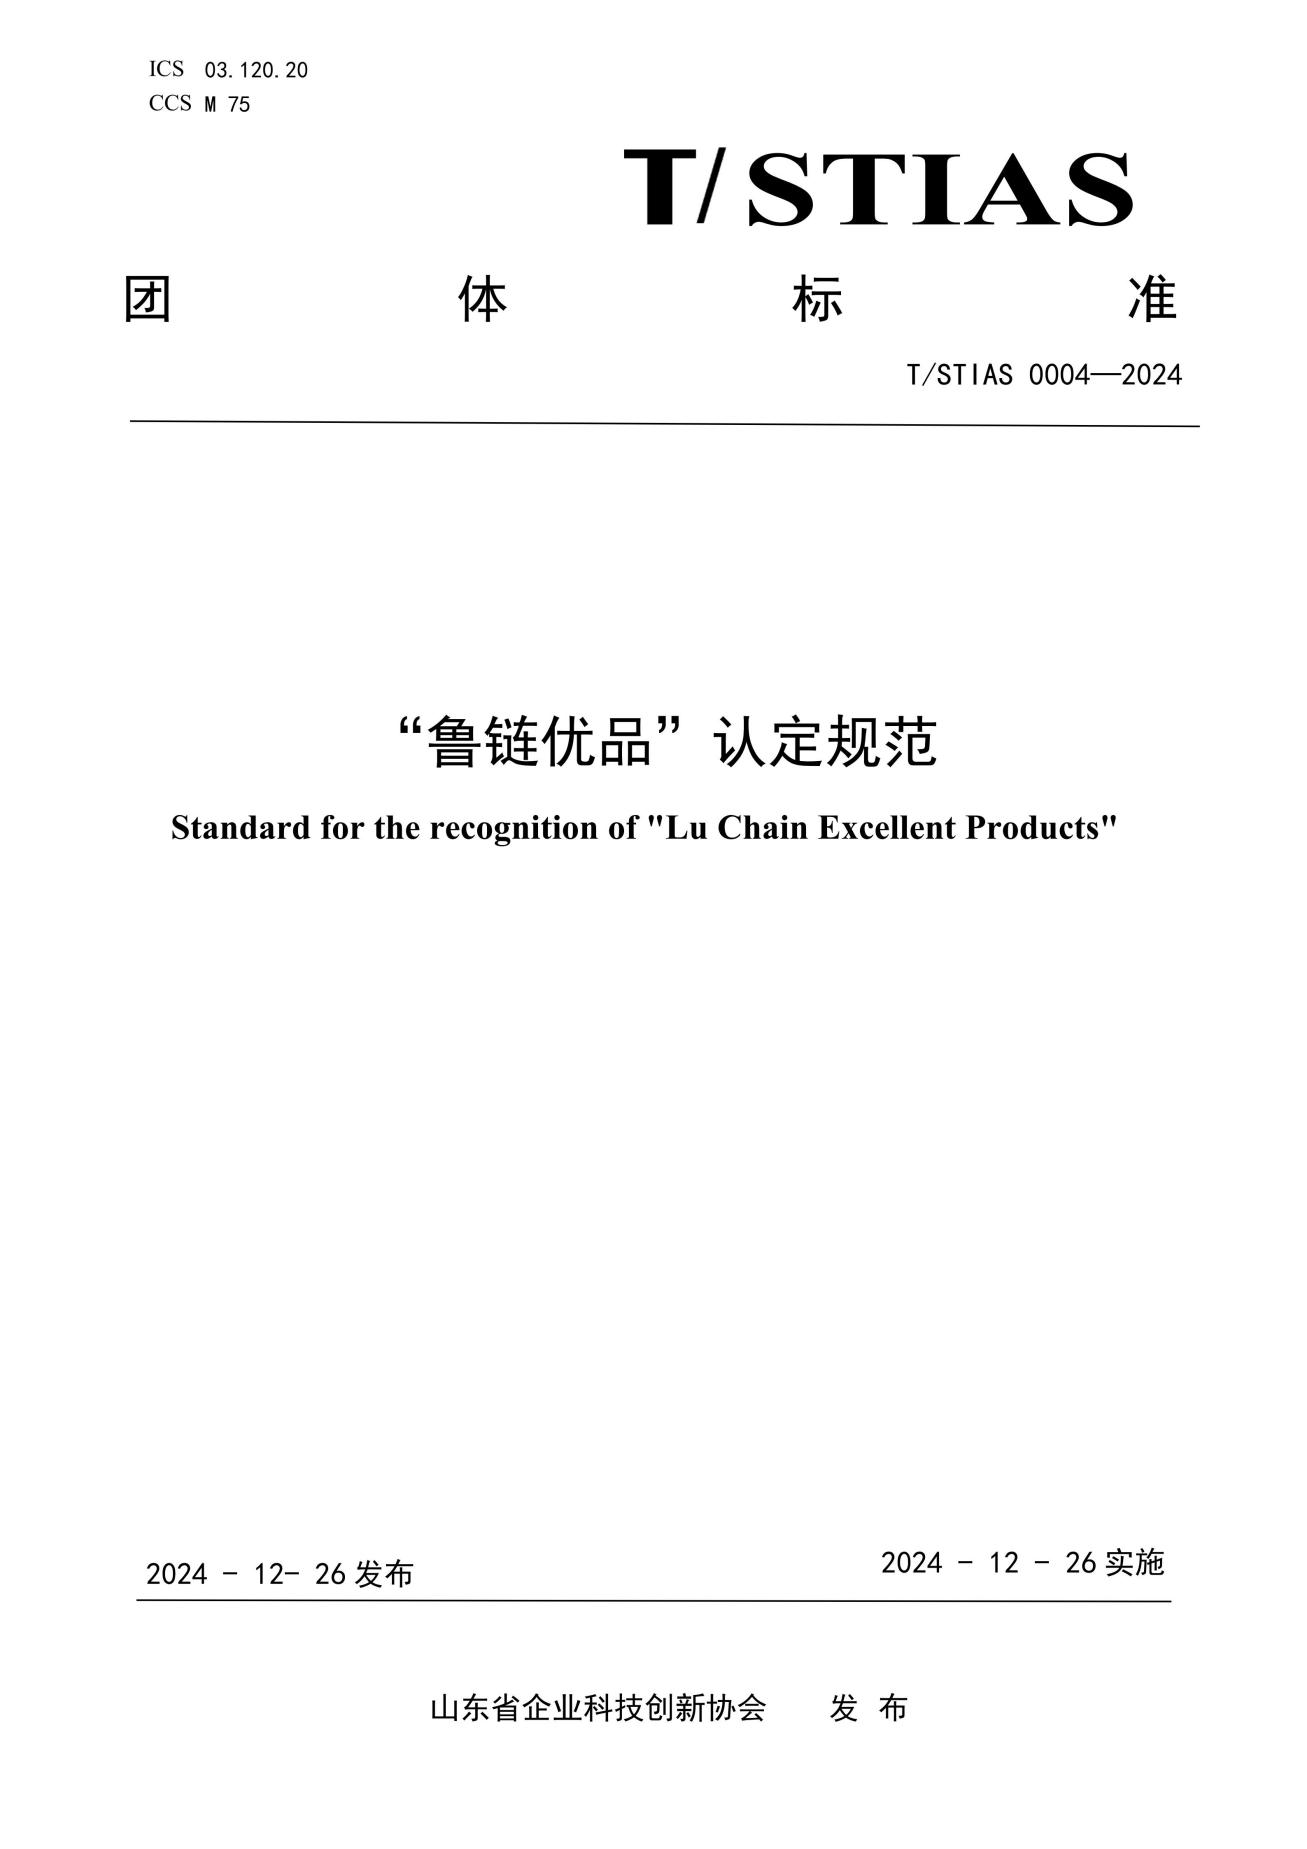 ICS 03.120.20
CCS M 75
T/STIAS
团 体 标 准
T/STIAS 0004—2024
“鲁链优品”认定规范
Standard for the recognition of "Lu Chain Excellent Products"
2024 - 12- 26 发布
2024 - 12 - 26 实施
山东省企业科技创新协会 发 布